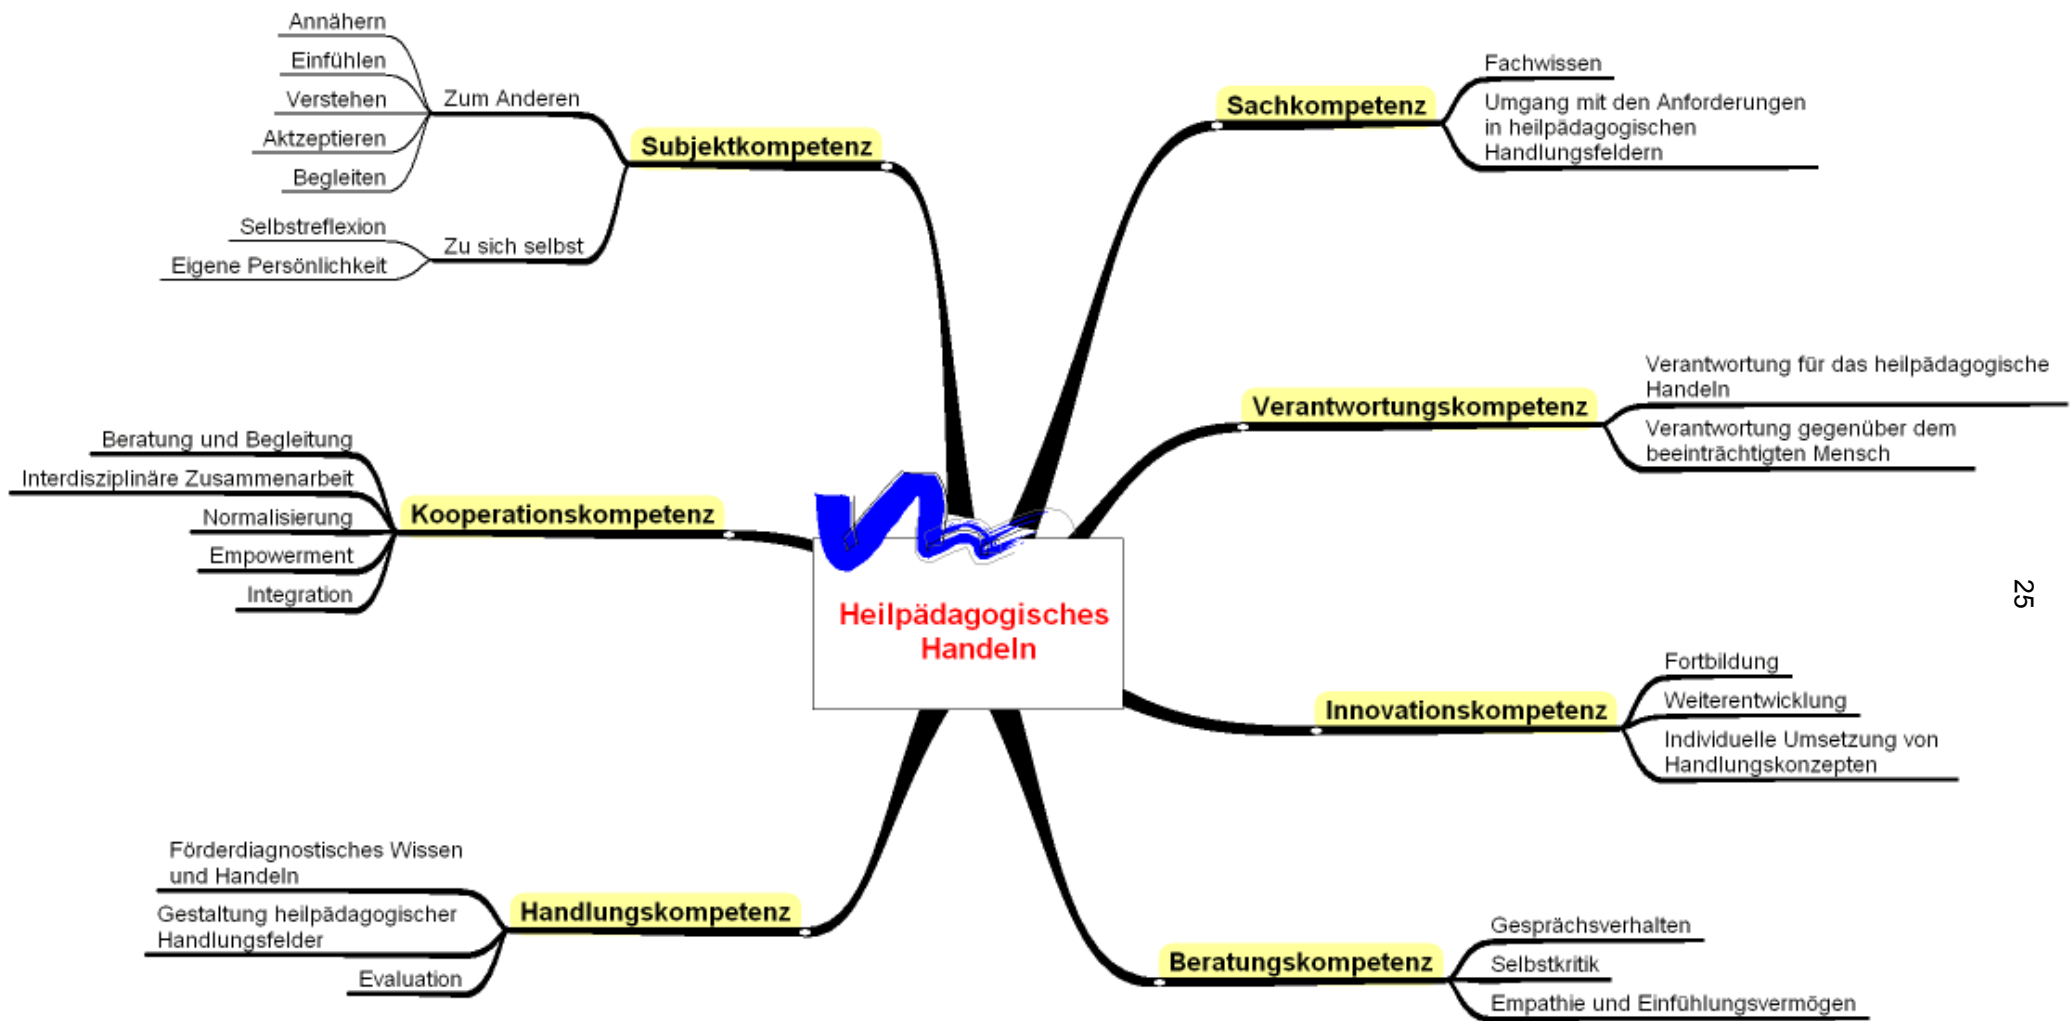 Annähern
Einfühlen
Verstehen
Aktzeptieren
Begleiten
Zum Anderen
Selbstreflexion
Eigene Persönlichkeit
Zu sich selbst
Subjektkompetenz
Sachkompetenz
Fachwissen
Umgang mit den Anforderungen
in heilpädagogischen
Handlungsfeldern
Verantwortungskompetenz
Verantwortung für das heilpädagogische
Handeln
Verantwortung gegenüber dem
beeinträchtigten Mensch
Beratung und Begleitung
Interdisziplinäre Zusammenarbeit
Normalisierung
Empowerment
Integration
Kooperationskompetenz
Heilpädagogisches
Handeln
25
Innovationskompetenz
Fortbildung
Weiterentwicklung
Individuelle Umsetzung von
Handlungskonzepten
Förderdiagnostisches Wissen
und Handeln
Gestaltung heilpädagogischer
Handlungsfelder
Evaluation
Handlungskompetenz
Beratungskompetenz
Gesprächsverhalten
Selbstkritik
Empathie und Einfühlungsvermögen